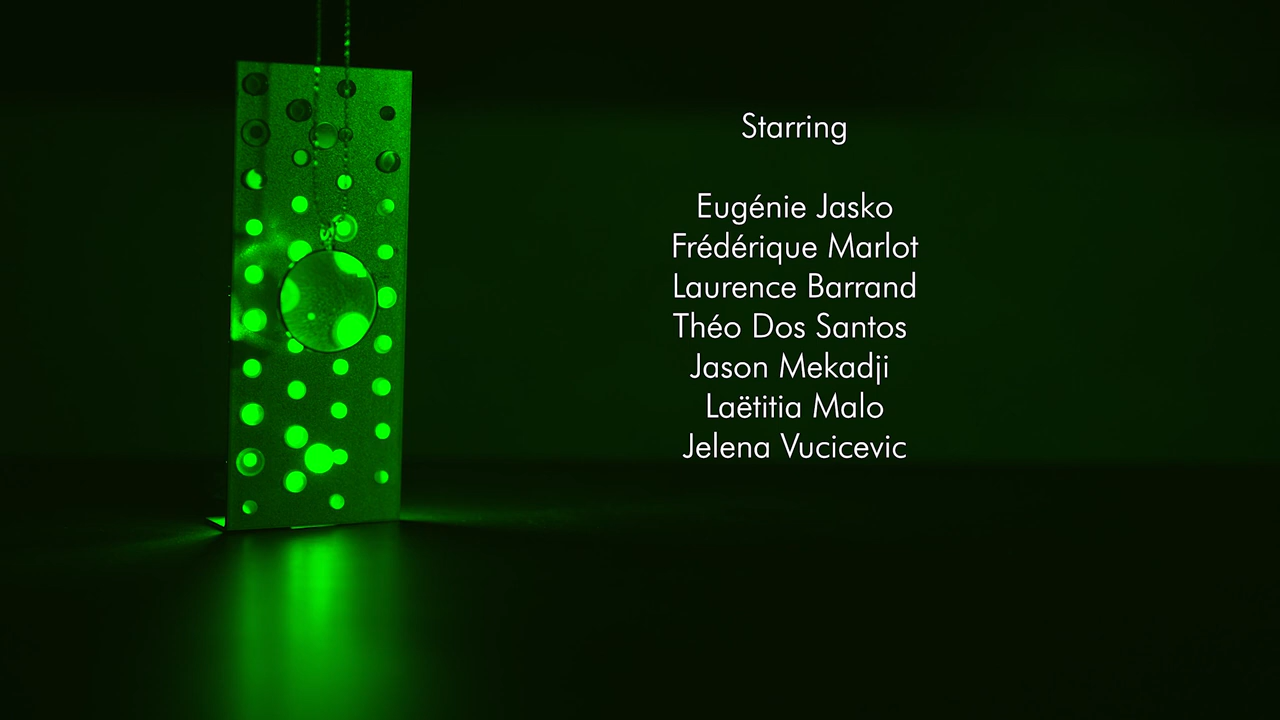 Starring
Eugénie Jasko
Frédérique Marlot
Laurence Barrand
Théo Dos Santos
Jason Mekadji
Laëtitia Malo
Jelena Vucicevic